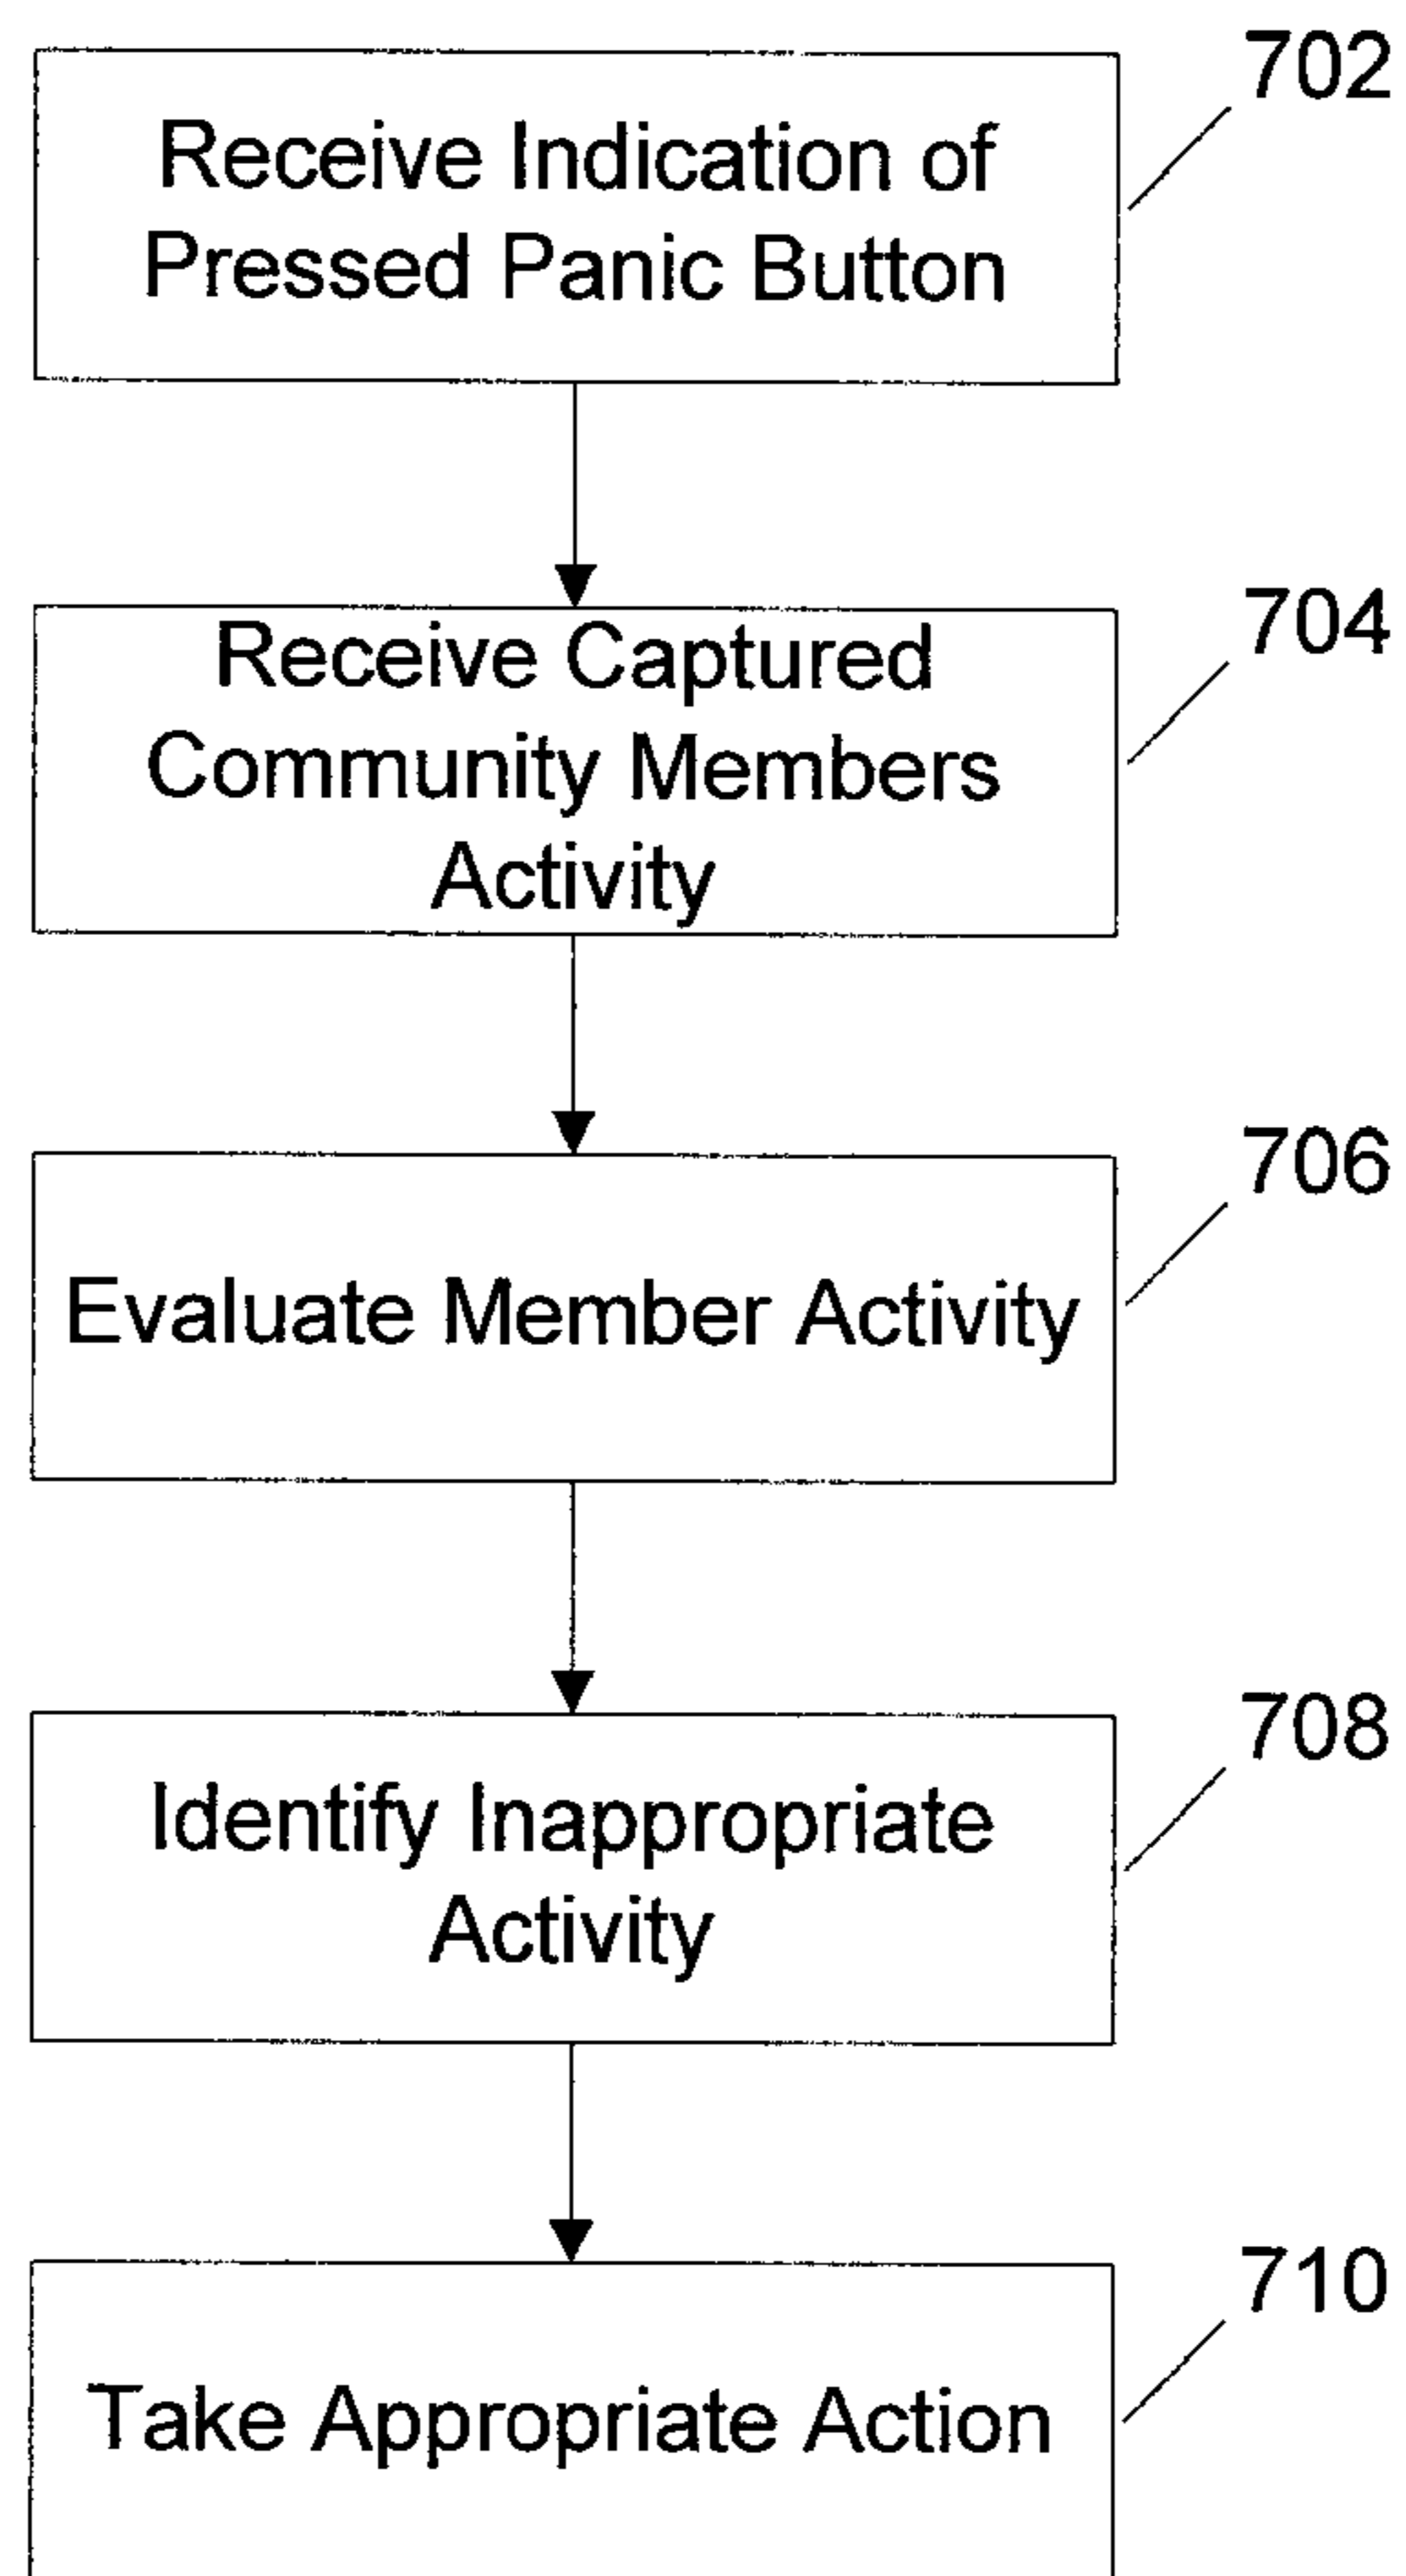 702
Receive Indication of
Pressed Panic Button
704
Receive Captured
Community Members
Activity
706
Evaluate Member Activity
708
Identify Inappropriate
Activity
710
Take Appropriate Action